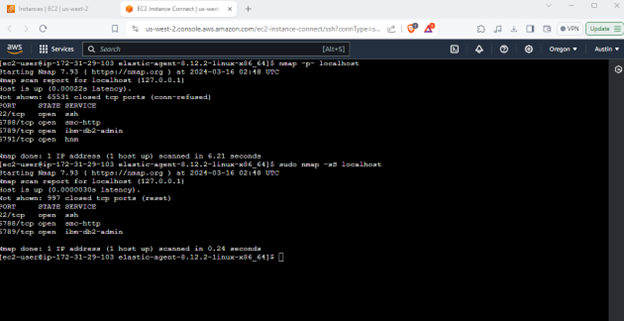 Instances | EC2 | us-west-2
EC2 Instance Connect | us-we
us-west-2.console.aws.amazon.com/ec2-instance-connect/ssh?connType=s...
VPN
Update
aws
Services
Search
[Alt+S]
Oregon
Austin
[ec2-user@ip-172-31-29-103 elastic-agent-8.12.2-linux-x86_64]$ nmap -p- localhost
Starting Nmap 7.93 ( https://nmap.org ) at 2024-03-16 02:48 UTC
Nmap scan report for localhost (127.0.0.1)
Host is up (0.00022s latency).
Not shown: 65531 closed tcp ports (conn-refused)
PORT STATE SERVICE
22/tcp open ssh
6788/tcp open smc-http
6789/tcp open ibm-db2-admin
6791/tcp open hnm
Nmap done: 1 IP address (1 host up) scanned in 6.21 seconds
[ec2-user@ip-172-31-29-103 elastic-agent-8.12.2-linux-x86_64]$ sudo nmap -sS localhost
Starting Nmap 7.93 ( https://nmap.org ) at 2024-03-16 02:48 UTC
Nmap scan report for localhost (127.0.0.1)
Host is up (0.0000030s latency).
Not shown: 997 closed tcp ports (reset)
PORT STATE SERVICE
22/tcp open ssh
6788/tcp open smc-http
6789/tcp open ibm-db2-admin
Nmap done: 1 IP address (1 host up) scanned in 0.24 seconds
[ec2-user@ip-172-31-29-103 elastic-agent-8.12.2-linux-x86_64]$